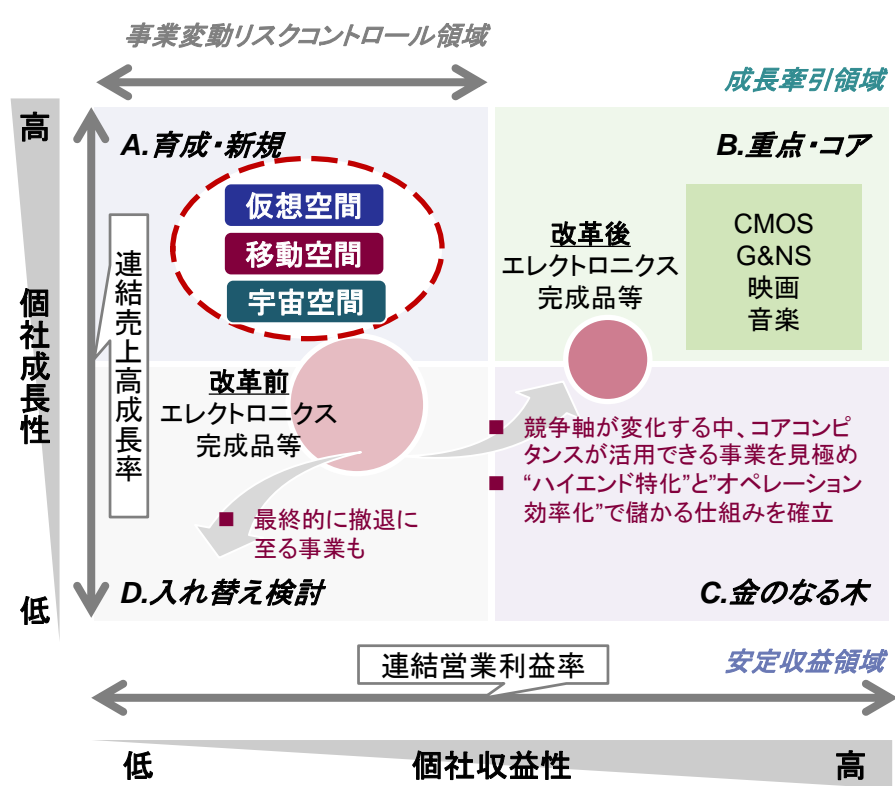 事業変動リスクコントロール領域
成長牽引領域
高
A.育成・新規
B.重点・コア
仮想空間
移動空間
宇宙空間
改革後
エレクトロニクス
完成品等
CMOS
G&NS
映画
音楽
連結売上高成長率
個社成長性
改革前
エレクトロニクス
完成品等
■ 競争軸が変化する中、コアコンピ
タンスが活用できる事業を見極め
■ “ハイエンド特化”と”オペレーション
効率化”で儲かる仕組みを確立
■ 最終的に撤退に
至る事業も
低
D.入れ替え検討
C.金のなる木
連結営業利益率
安定収益領域
低
個社収益性
高